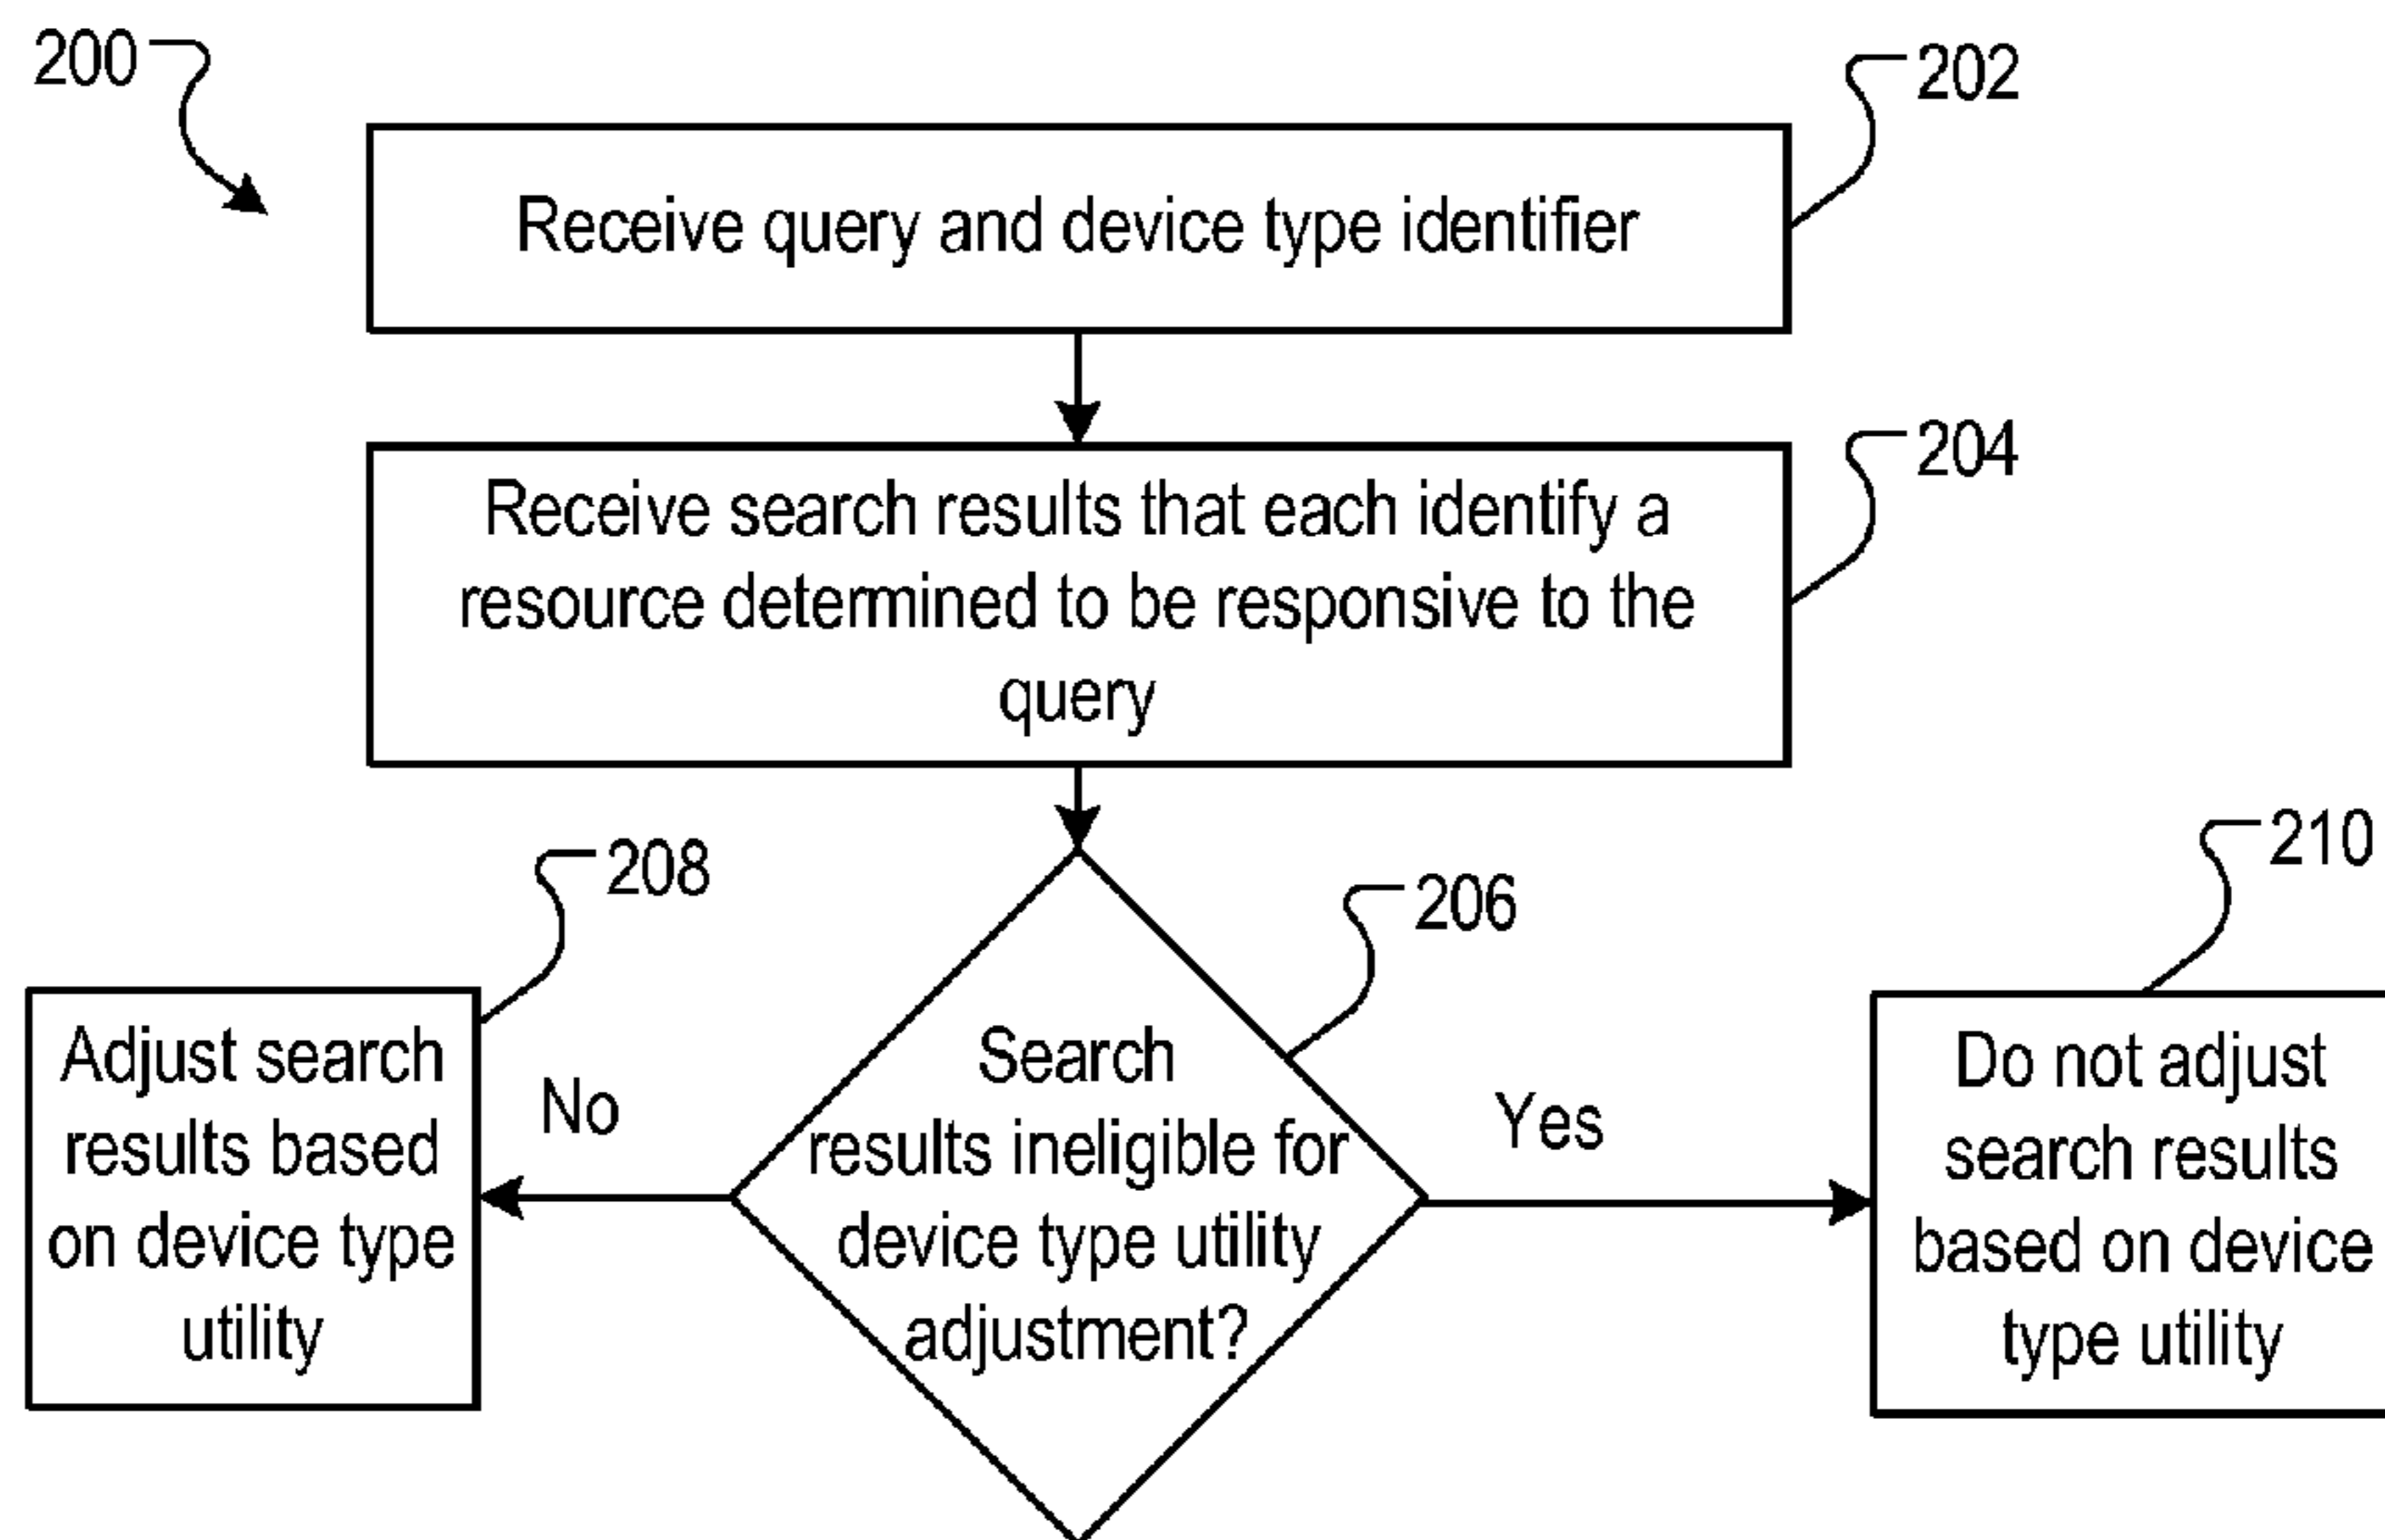 200
202
Receive query and device type identifier
204
Receive search results that each identify a
resource determined to be responsive to the
query
208
206
210
Adjust search
results based
on device type
utility
No
Search
results ineligible for
device type utility
adjustment?
Yes
Do not adjust
search results
based on device
type utility